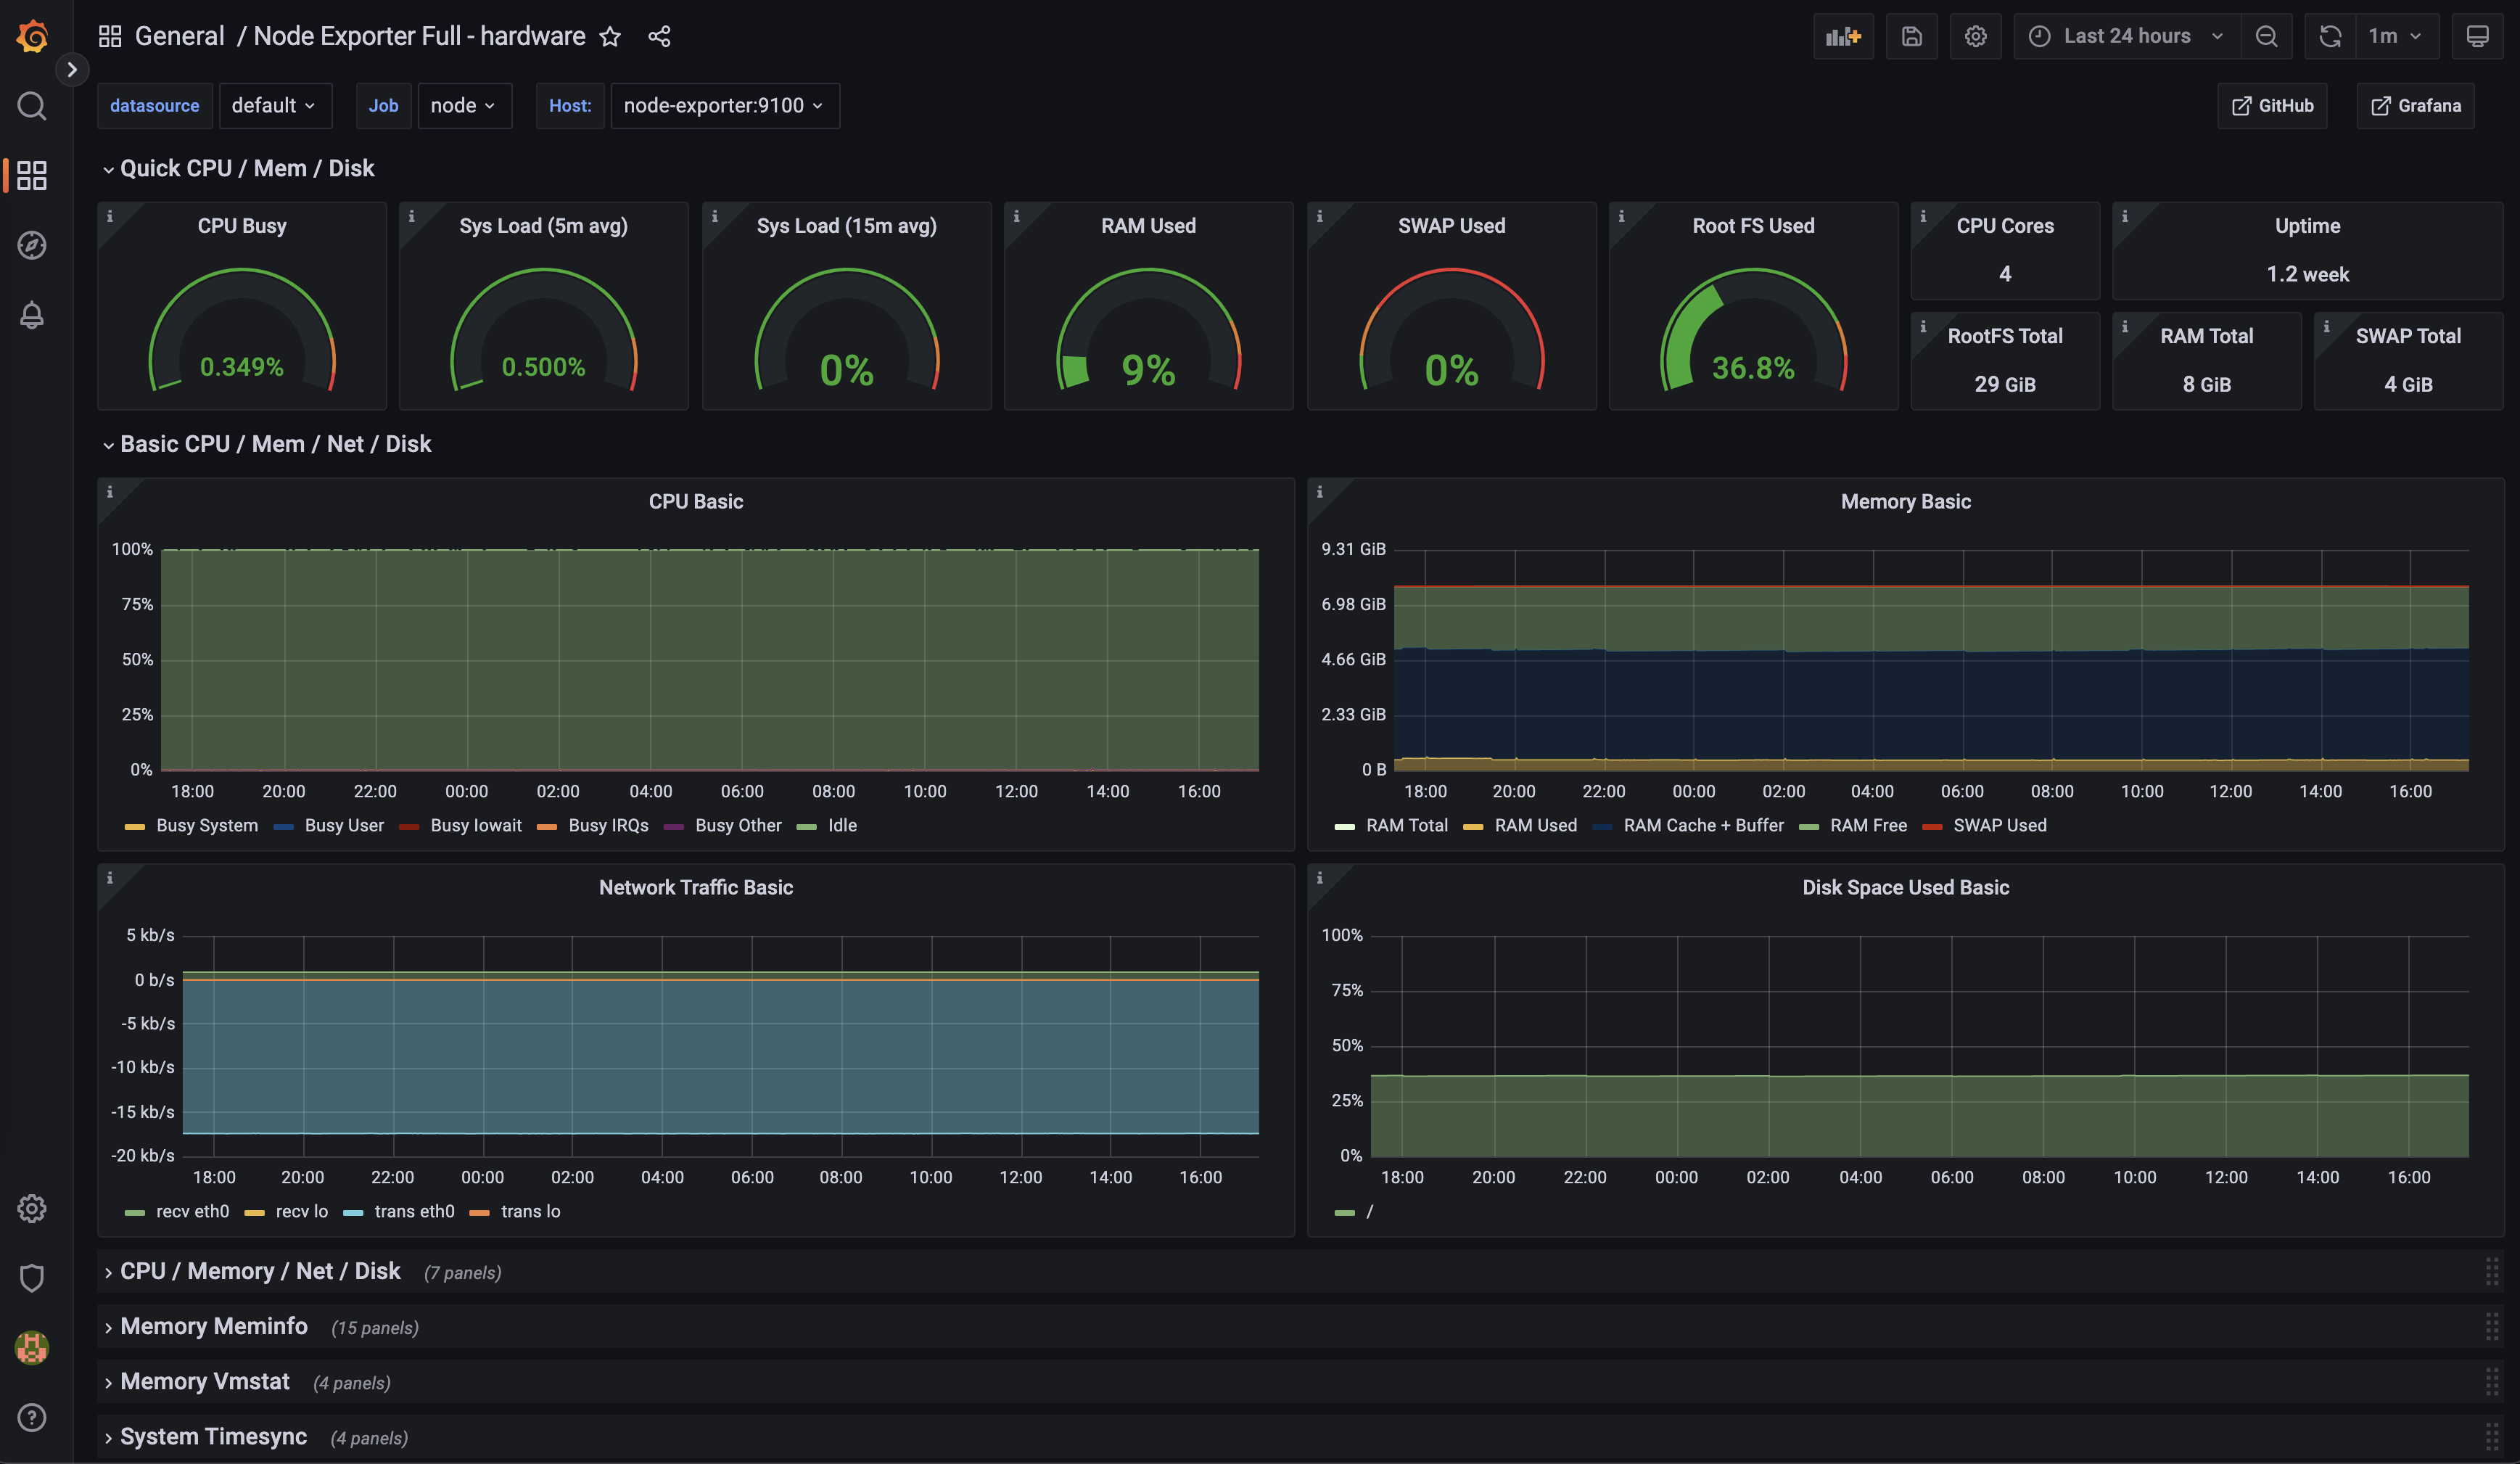 General / Node Exporter Full - hardware
Last 24 hours
1m
datasource default Job node Host: node-exporter:9100
GitHub Grafana
Quick CPU / Mem / Disk
CPU Busy
0.349%
Sys Load (5m avg)
0.500%
Sys Load (15m avg)
0%
RAM Used
9%
SWAP Used
0%
Root FS Used
36.8%
CPU Cores
4
Uptime
1.2 week
RootFS Total
29 GiB
RAM Total
8 GiB
SWAP Total
4 GiB
Basic CPU / Mem / Net / Disk
CPU Basic
100%
75%
50%
25%
0%
18:00 20:00 22:00 00:00 02:00 04:00 06:00 08:00 10:00 12:00 14:00 16:00
Busy System Busy User Busy Iowait Busy IRQs Busy Other Idle
Memory Basic
9.31 GiB
6.98 GiB
4.66 GiB
2.33 GiB
0 B
18:00 20:00 22:00 00:00 02:00 04:00 06:00 08:00 10:00 12:00 14:00 16:00
RAM Total RAM Used RAM Cache + Buffer RAM Free SWAP Used
Network Traffic Basic
5 kb/s
0 b/s
-5 kb/s
-10 kb/s
-15 kb/s
-20 kb/s
18:00 20:00 22:00 00:00 02:00 04:00 06:00 08:00 10:00 12:00 14:00 16:00
recv eth0 recv lo trans eth0 trans lo
Disk Space Used Basic
100%
75%
50%
25%
0%
18:00 20:00 22:00 00:00 02:00 04:00 06:00 08:00 10:00 12:00 14:00 16:00
/
CPU / Memory / Net / Disk (7 panels)
Memory Meminfo (15 panels)
Memory Vmstat (4 panels)
System Timesync (4 panels)